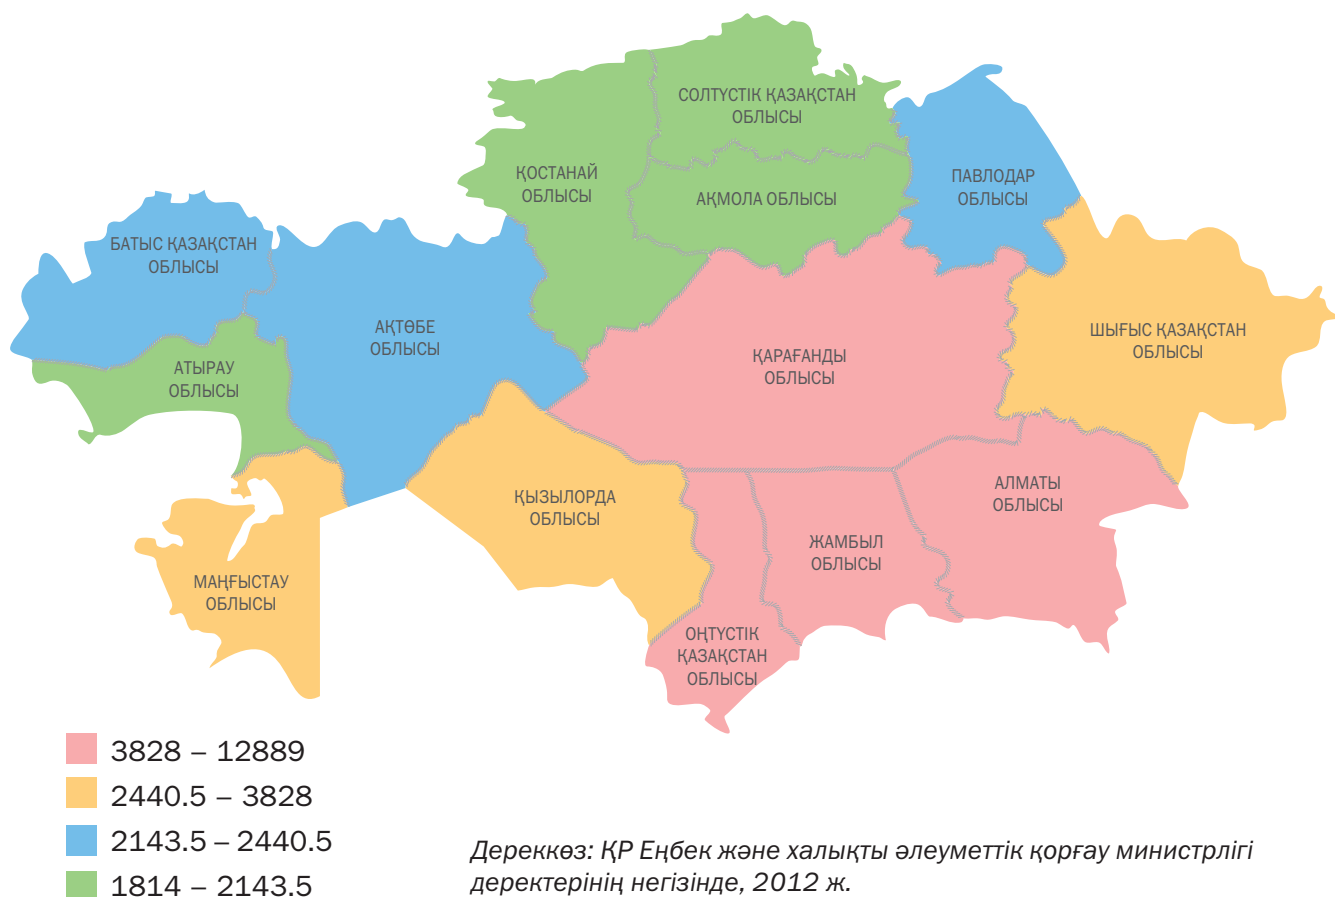 СОЛТҮСТІК ҚАЗАҚСТАН
ОБЛЫСЫ
ҚОСТАНАЙ
ОБЛЫСЫ
АҚМОЛА ОБЛЫСЫ
ПАВЛОДАР
ОБЛЫСЫ
БАТЫС ҚАЗАҚСТАН
ОБЛЫСЫ
АҚТӨБЕ
ОБЛЫСЫ
АТЫРАУ
ОБЛЫСЫ
ҚАРАҒАНДЫ
ОБЛЫСЫ
ШЫҒЫС ҚАЗАҚСТАН
ОБЛЫСЫ
ҚЫЗЫЛОРДА
ОБЛЫСЫ
АЛМАТЫ
ОБЛЫСЫ
ЖАМБЫЛ
ОБЛЫСЫ
МАҢҒЫСТАУ
ОБЛЫСЫ
ОҢТҮСТІК
ҚАЗАҚСТАН
ОБЛЫСЫ
3828 – 12889
2440.5 – 3828
2143.5 – 2440.5
1814 – 2143.5
Дереккөз: ҚР Еңбек және халықты әлеуметтік қорғау министрлігі
деректерінің негізінде, 2012 ж.